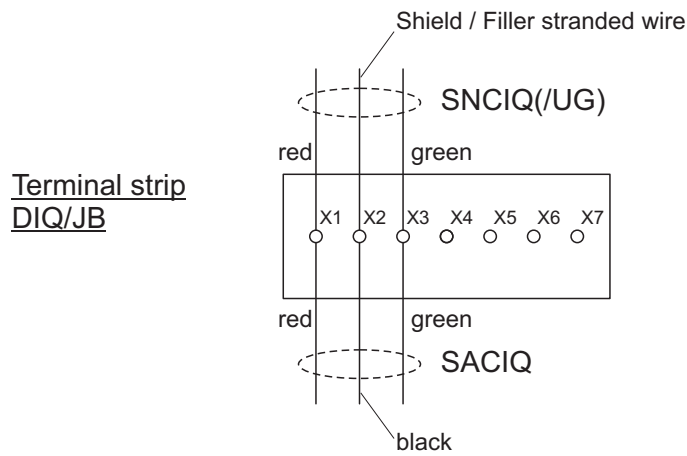 Shield / Filler stranded wire
SNCIQ(/UG)
red green
Terminal strip
DIQ/JB
X1 X2 X3 X4 X5 X6 X7
red green
SACIQ
black